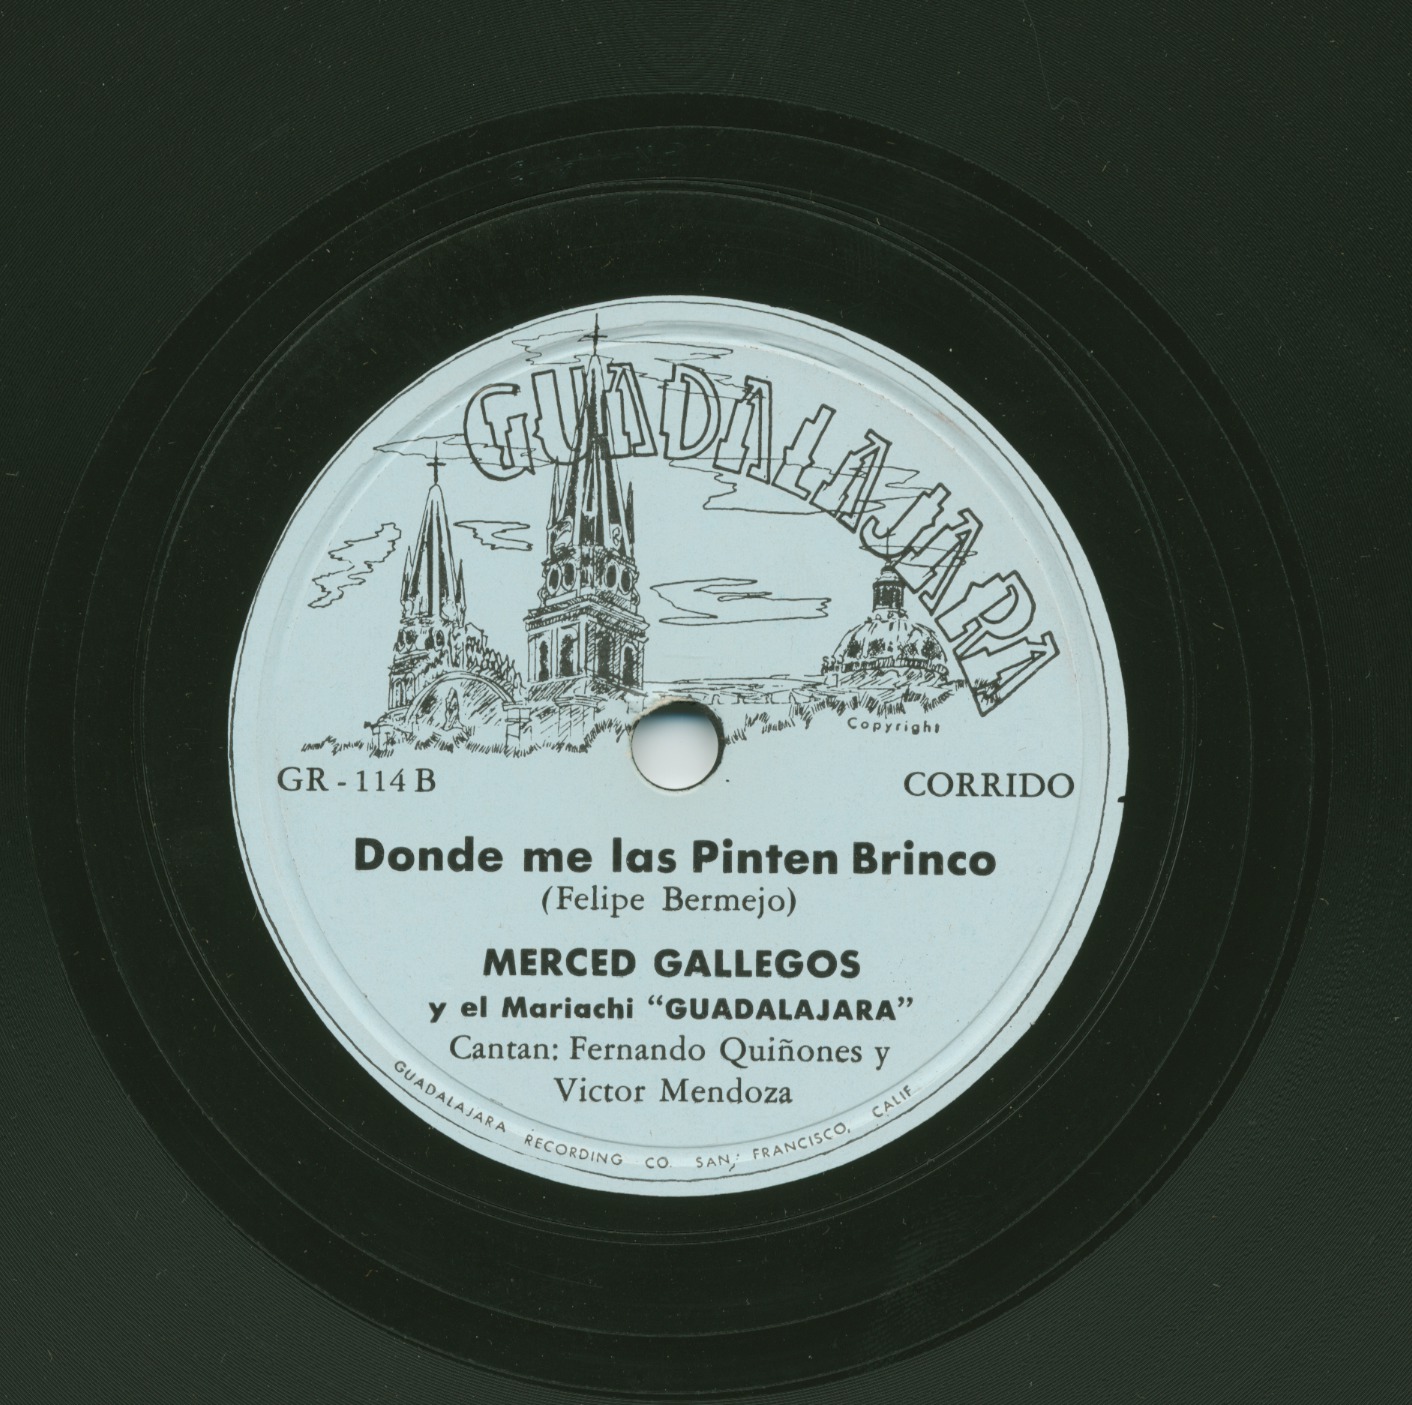 GUADALAJARA
Copyright
GR - 114 B
CORRIDO
Donde me las Pinten Brinco
(Felipe Bermejo)
MERCED GALLEGOS
y el Mariachi “GUADALAJARA”
Cantan: Fernando Quiñones y
Victor Mendoza
GUADALAJARA RECORDING CO. SAN, FRANCISCO, CALIF.